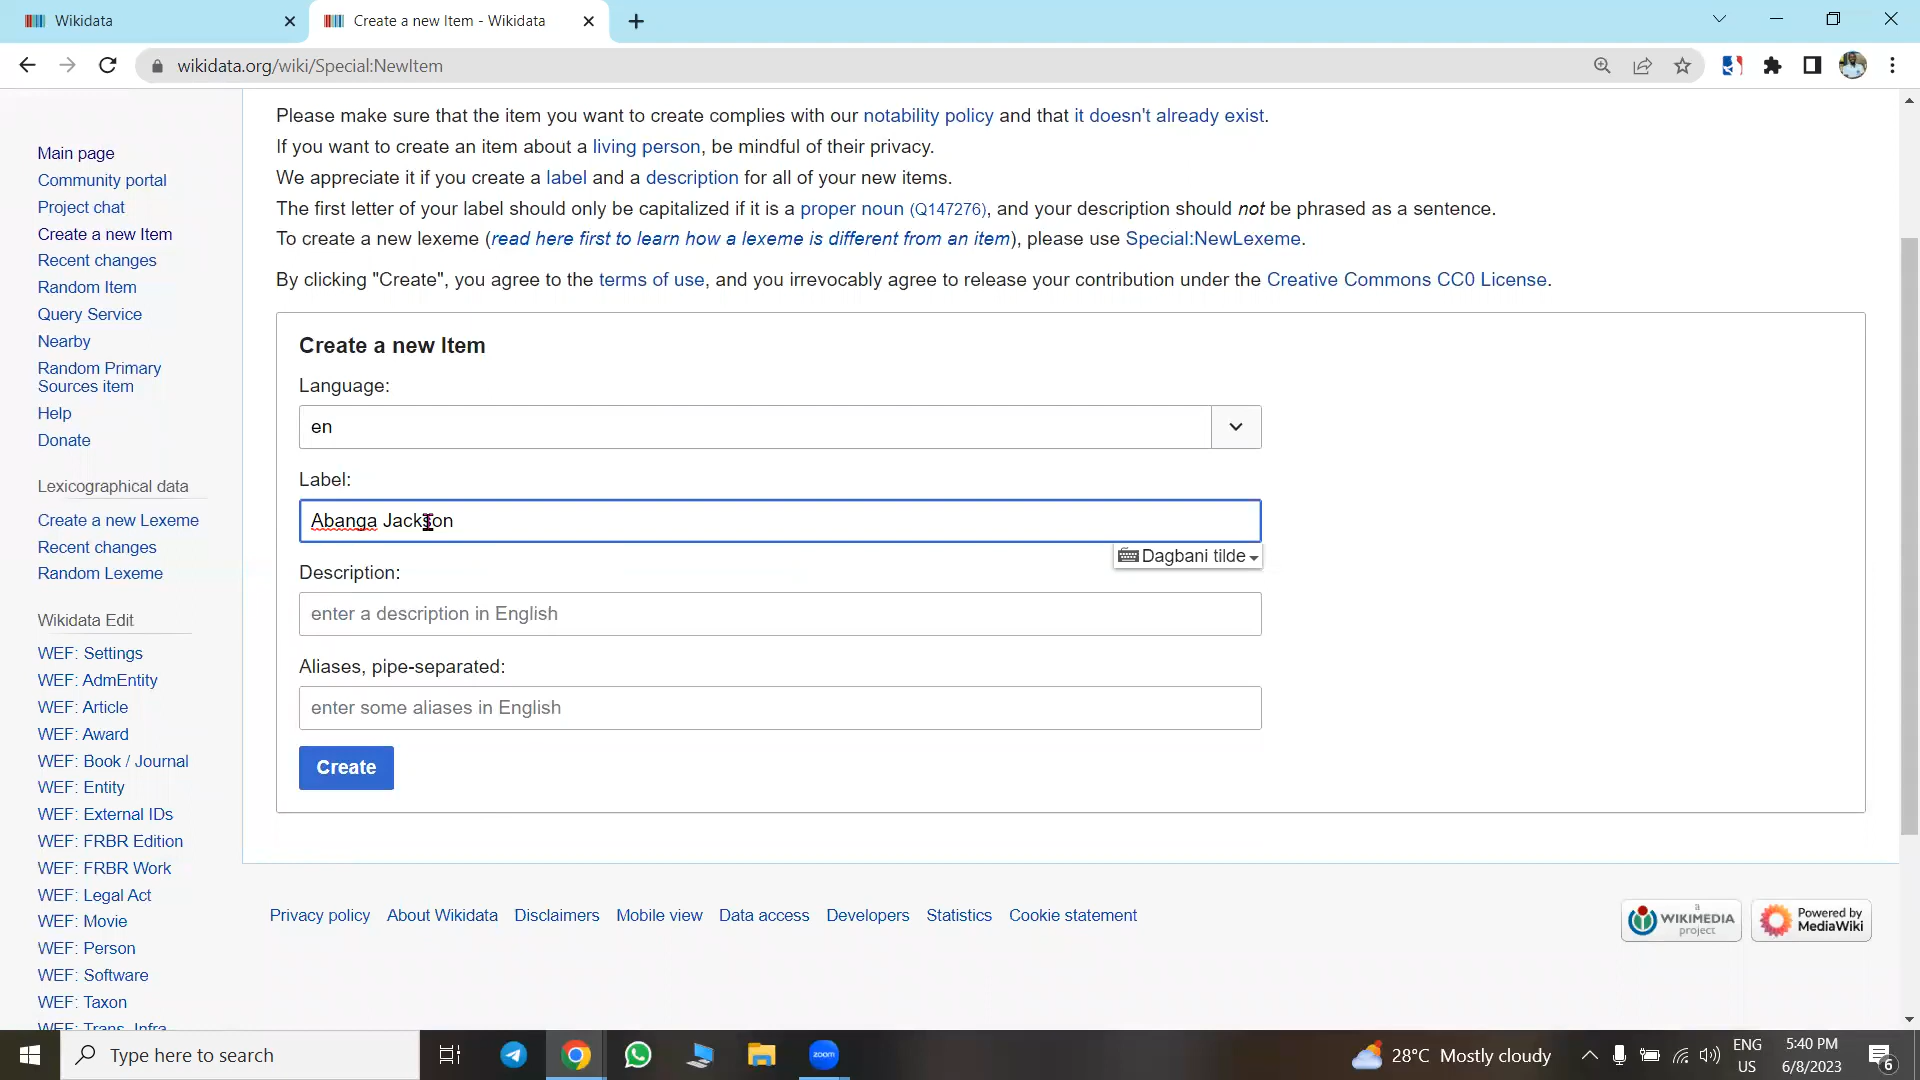 Wikidata
Create a new Item - Wikidata
wikidata.org/wiki/Special:NewItem
Main page
Community portal
Project chat
Create a new Item
Recent changes
Random Item
Query Service
Nearby
Random Primary
Sources item
Help
Donate
Lexicographical data
Create a new Lexeme
Recent changes
Random Lexeme
Wikidata Edit
WEF: Settings
WEF: AdmEntity
WEF: Article
WEF: Award
WEF: Book / Journal
WEF: Entity
WEF: External IDs
WEF: FRBR Edition
WEF: FRBR Work
WEF: Legal Act
WEF: Movie
WEF: Person
WEF: Software
WEF: Taxon
WEF: Trans. Infra
Please make sure that the item you want to create complies with our notability policy and that it doesn't already exist.
If you want to create an item about a living person, be mindful of their privacy.
We appreciate it if you create a label and a description for all of your new items.
The first letter of your label should only be capitalized if it is a proper noun (Q147276), and your description should not be phrased as a sentence.
To create a new lexeme (read here first to learn how a lexeme is different from an item), please use Special:NewLexeme.
By clicking "Create", you agree to the terms of use, and you irrevocably agree to release your contribution under the Creative Commons CC0 License.
Create a new Item
Language:
en
Label:
Abanga Jackson
Dagbani tilde
Description:
enter a description in English
Aliases, pipe-separated:
enter some aliases in English
Create
Privacy policy About Wikidata Disclaimers Mobile view Data access Developers Statistics Cookie statement
a
WIKIMEDIA
project
Powered by
MediaWiki
Type here to search
zoom
28°C Mostly cloudy
ENG
US
5:40 PM
6/8/2023
6